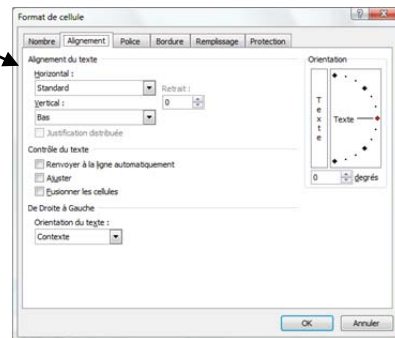 Format de cellule
Nombre Alignement Police Bordure Remplissage Protection
Alignement du texte
Horizontal :
Standard
Retrait :
Vertical :
0
Bas
Justification distribuée
Contrôle du texte
Renvoyer à la ligne automatiquement
Ajuster
Fusionner les cellules
De Droite à Gauche
Orientation du texte :
Contexte
Orientation
Texte
Texte
0 degrés
OK Annuler